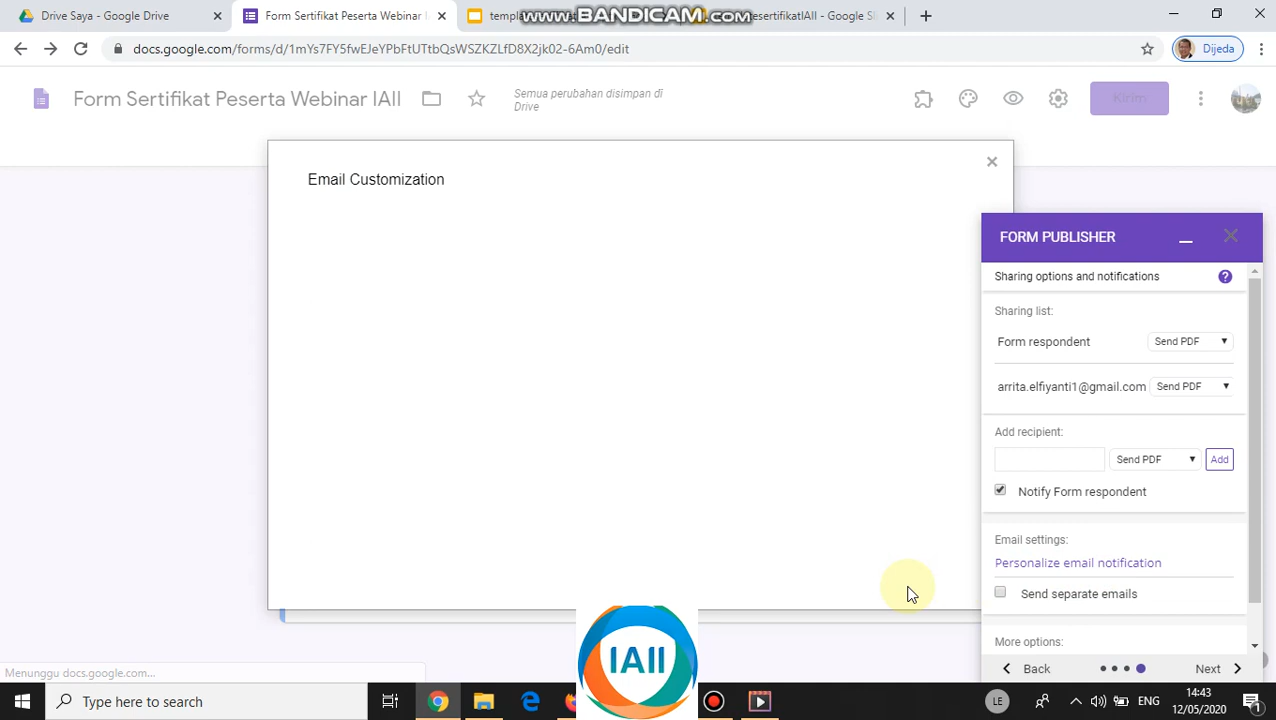 Drive Saya - Google Drive
Form Sertifikat Peserta Webinar I
www.BANDICAM.com
docs.google.com/forms/d/1mYs7FY5fwEJeYPbFtUTtbQsWSZKZLfD8X2jk02-6Am0/edit
Dijeda
Form Sertifikat Peserta Webinar IAII
Semua perubahan disimpan di
Drive
Kirim
Email Customization
FORM PUBLISHER
Sharing options and notifications
Sharing list:
Form respondent
Send PDF
arrita.elfiyanti1@gmail.com
Send PDF
Add recipient:
Send PDF
Add
Notify Form respondent
Email settings:
Personalize email notification
Send separate emails
More options:
Back
Next
Menunggu docs.google.com...
IAII
Type here to search
LE
ENG
14:43
12/05/2020
1